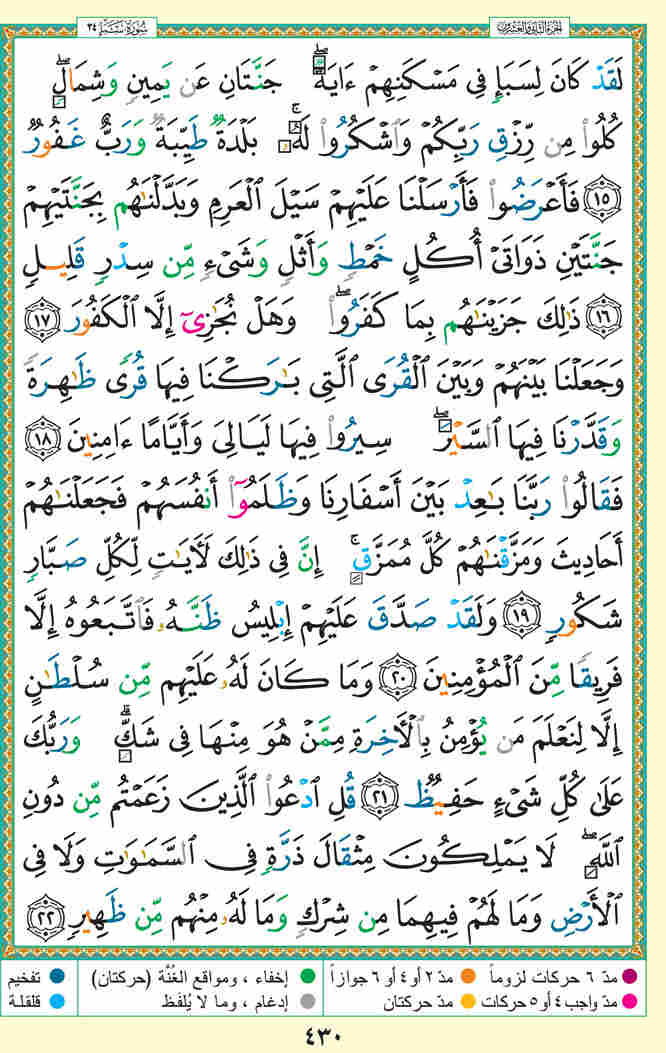 الجزء الثاني والعشرون
سُورَةُ سَبَإٍ ٣٤
لَقَدْ كَانَ لِسَبَإٍ فِى مَسْكَنِهِمْ ءَايَةٌ ۖ جَنَّتَانِ عَن يَمِينٍ وَشِمَالٍ ۖ
كُلُوا۟ مِن رِّزْقِ رَبِّكُمْ وَٱشْكُرُوا۟ لَهُۥ ۚ بَلْدَةٌ طَيِّبَةٌ وَرَبٌّ غَفُورٌ
﴿١٥﴾ فَأَعْرَضُوا۟ فَأَرْسَلْنَا عَلَيْهِمْ سَيْلَ ٱلْعَرِمِ وَبَدَّلْنَـٰهُم بِجَنَّتَيْهِمْ
جَنَّتَيْنِ ذَوَاتَىْ أُكُلٍ خَمْطٍ وَأَثْلٍ وَشَىْءٍ مِّن سِدْرٍ قَلِيلٍ
﴿١٦﴾ ذَٰلِكَ جَزَيْنَـٰهُم بِمَا كَفَرُوا۟ ۖ وَهَلْ نُجَـٰزِىٓ إِلَّا ٱلْكَفُورَ ﴿١٧﴾
وَجَعَلْنَا بَيْنَهُمْ وَبَيْنَ ٱلْقُرَى ٱلَّتِى بَـٰرَكْنَا فِيهَا قُرًى ظَـٰهِرَةً
وَقَدَّرْنَا فِيهَا ٱلسَّيْرَ ۖ سِيرُوا۟ فِيهَا لَيَالِىَ وَأَيَّامًا ءَامِنِينَ ﴿١٨﴾
فَقَالُوا۟ رَبَّنَا بَـٰعِدْ بَيْنَ أَسْفَارِنَا وَظَلَمُوٓا۟ أَنفُسَهُمْ فَجَعَلْنَـٰهُمْ
أَحَادِيثَ وَمَزَّقْنَـٰهُمْ كُلَّ مُمَزَّقٍ ۚ إِنَّ فِى ذَٰلِكَ لَـَٔايَـٰتٍ لِّكُلِّ صَبَّارٍ
شَكُورٍ ﴿١٩﴾ وَلَقَدْ صَدَّقَ عَلَيْهِمْ إِبْلِيسُ ظَنَّهُۥ فَٱتَّبَعُوهُ إِلَّا
فَرِيقًا مِّنَ ٱلْمُؤْمِنِينَ ﴿٢٠﴾ وَمَا كَانَ لَهُۥ عَلَيْهِم مِّن سُلْطَـٰنٍ
إِلَّا لِنَعْلَمَ مَن يُؤْمِنُ بِٱلْـَٔاخِرَةِ مِمَّنْ هُوَ مِنْهَا فِى شَكٍّ ۗ وَرَبُّكَ
عَلَىٰ كُلِّ شَىْءٍ حَفِيظٌ ﴿٢١﴾ قُلِ ٱدْعُوا۟ ٱلَّذِينَ زَعَمْتُم مِّن دُونِ
ٱللَّهِ ۖ لَا يَمْلِكُونَ مِثْقَالَ ذَرَّةٍ فِى ٱلسَّمَـٰوَٰتِ وَلَا فِى
ٱلْأَرْضِ وَمَا لَهُمْ فِيهِمَا مِن شِرْكٍ وَمَا لَهُۥ مِنْهُم مِّن ظَهِيرٍ ﴿٢٢﴾
مدّ ٦ حركات لزوماً ● مدّ ٢ أو ٤ أو ٦ جوازاً ● إخفاء ، ومواقع الغُنَّة (حركتان) ● تفخيم
مدّ واجب ٤ أو ٥ حركات ● مدّ حركتان ● إدغام ، وما لا يُلفَظ ● قلقلة
٤٣٠